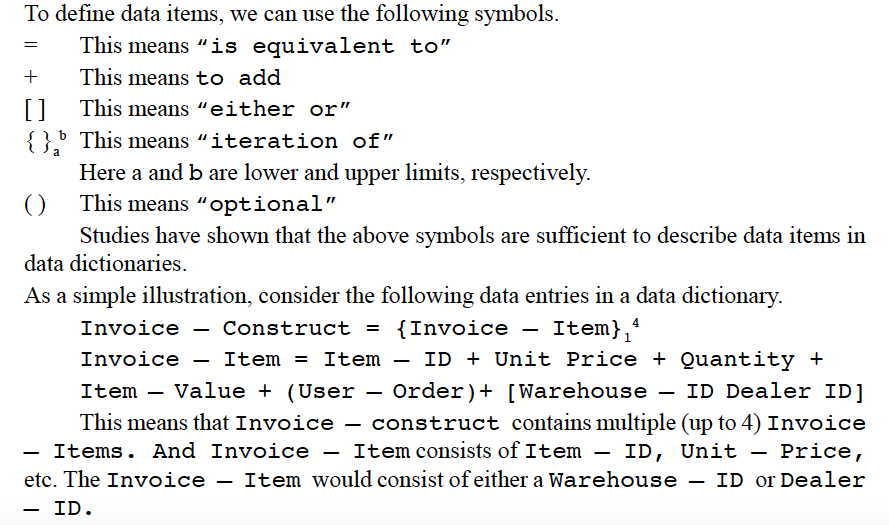 To define data items, we can use the following symbols.
= This means “is equivalent to”
+ This means to add
[ ] This means “either or”
{ }ₐᵇ This means “iteration of”
Here a and b are lower and upper limits, respectively.
( ) This means “optional”
Studies have shown that the above symbols are sufficient to describe data items in
data dictionaries.
As a simple illustration, consider the following data entries in a data dictionary.
Invoice – Construct = {Invoice – Item}₁⁴
Invoice – Item = Item – ID + Unit Price + Quantity +
Item – Value + (User – Order)+ [Warehouse – ID Dealer ID]
This means that Invoice – construct contains multiple (up to 4) Invoice
– Items. And Invoice – Item consists of Item – ID, Unit – Price,
etc. The Invoice – Item would consist of either a Warehouse – ID or Dealer
– ID.